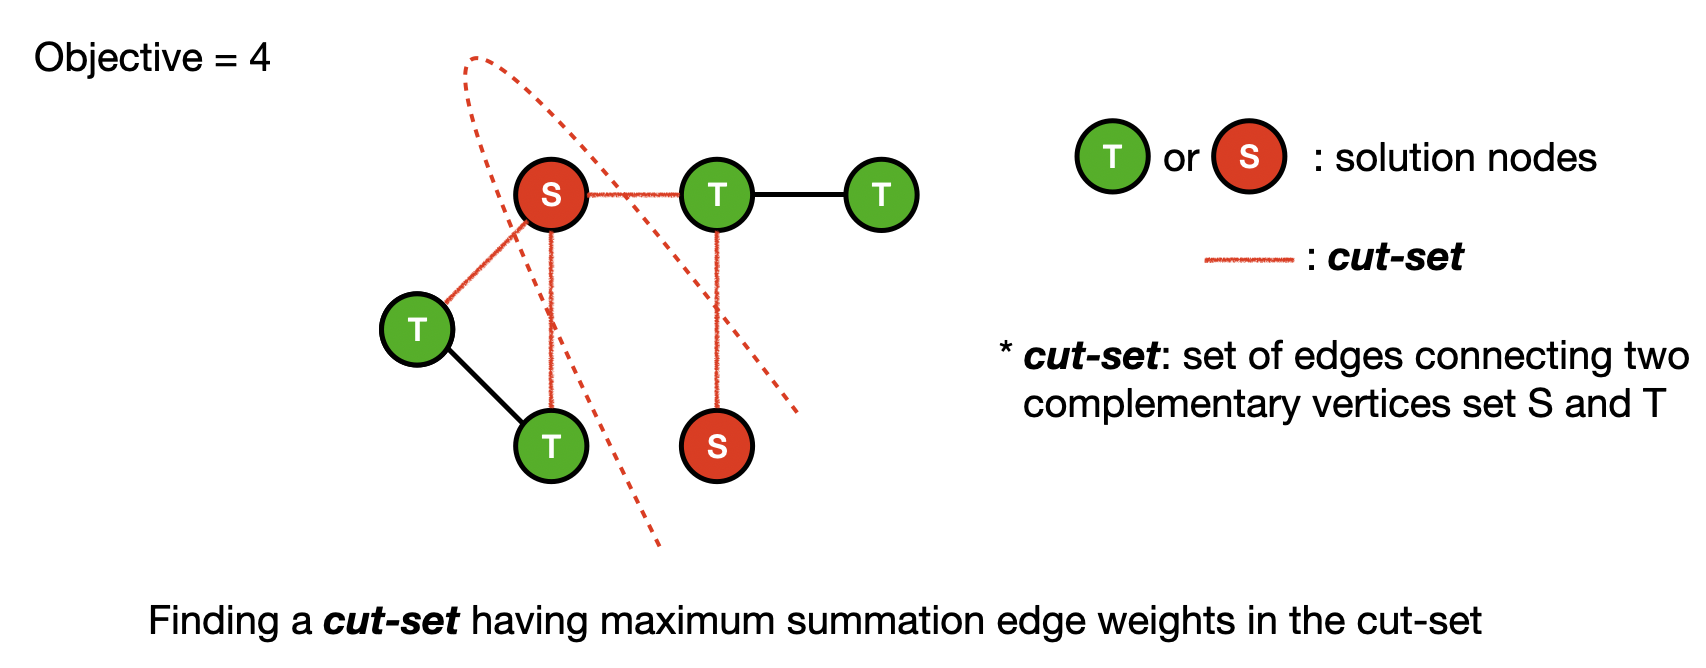 Objective = 4
S T T
T or S : solution nodes
: cut-set
T
* cut-set: set of edges connecting two
complementary vertices set S and T
T S
Finding a cut-set having maximum summation edge weights in the cut-set